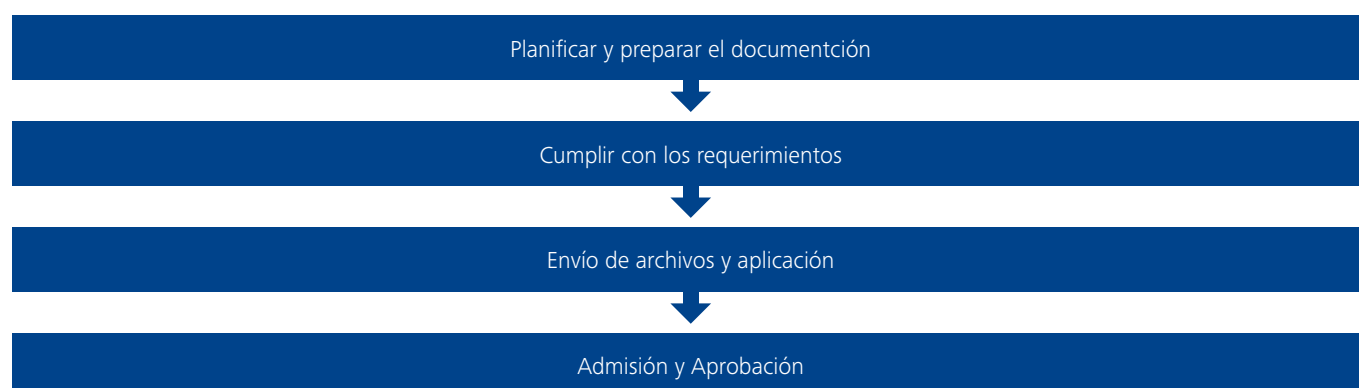 Planificar y preparar el documentción
Cumplir con los requerimientos
Envío de archivos y aplicación
Admisión y Aprobación